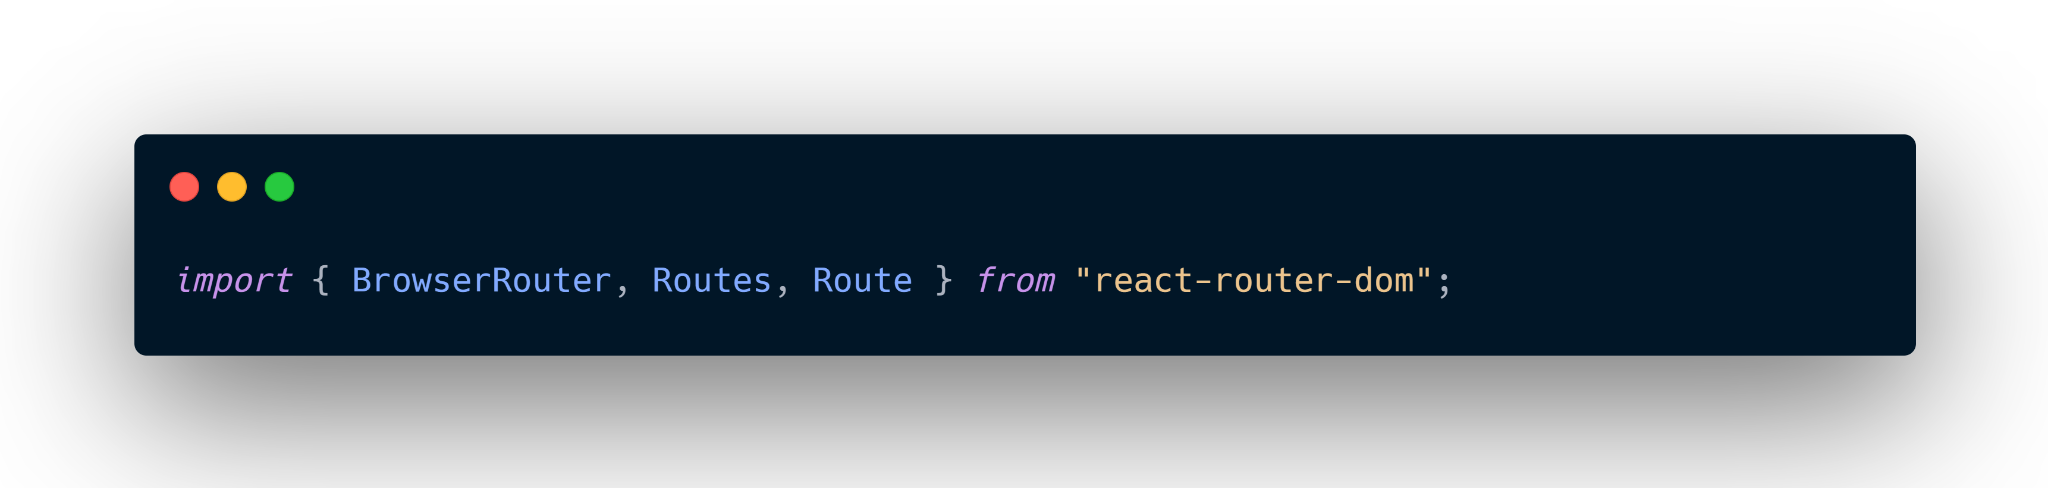 import { BrowserRouter, Routes, Route } from "react-router-dom";